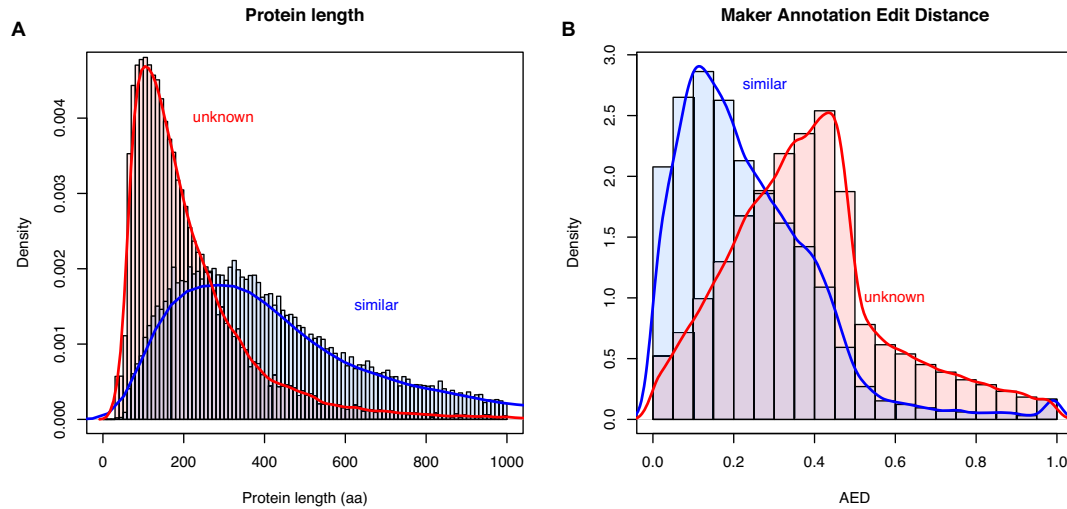 A
Protein length
Density
0.000
0.001
0.002
0.003
0.004
unknown
similar
0
200
400
600
800
1000
Protein length (aa)
B
Maker Annotation Edit Distance
Density
0.0
0.5
1.0
1.5
2.0
2.5
3.0
similar
unknown
0.0
0.2
0.4
0.6
0.8
1.0
AED